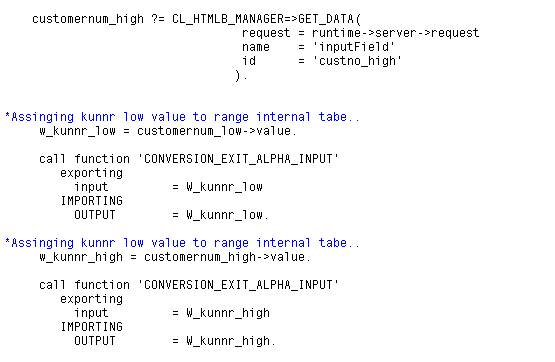 customernum_high ?= CL_HTMLB_MANAGER=>GET_DATA(
request = runtime->server->request
name = 'inputField'
id = 'custno_high'
).
*Assinging kunnr low value to range internal tabe..
w_kunnr_low = customernum_low->value.
call function 'CONVERSION_EXIT_ALPHA_INPUT'
exporting
input = W_kunnr_low
IMPORTING
OUTPUT = W_kunnr_low.
*Assinging kunnr low value to range internal tabe..
w_kunnr_high = customernum_high->value.
call function 'CONVERSION_EXIT_ALPHA_INPUT'
exporting
input = W_kunnr_high
IMPORTING
OUTPUT = W_kunnr_high.